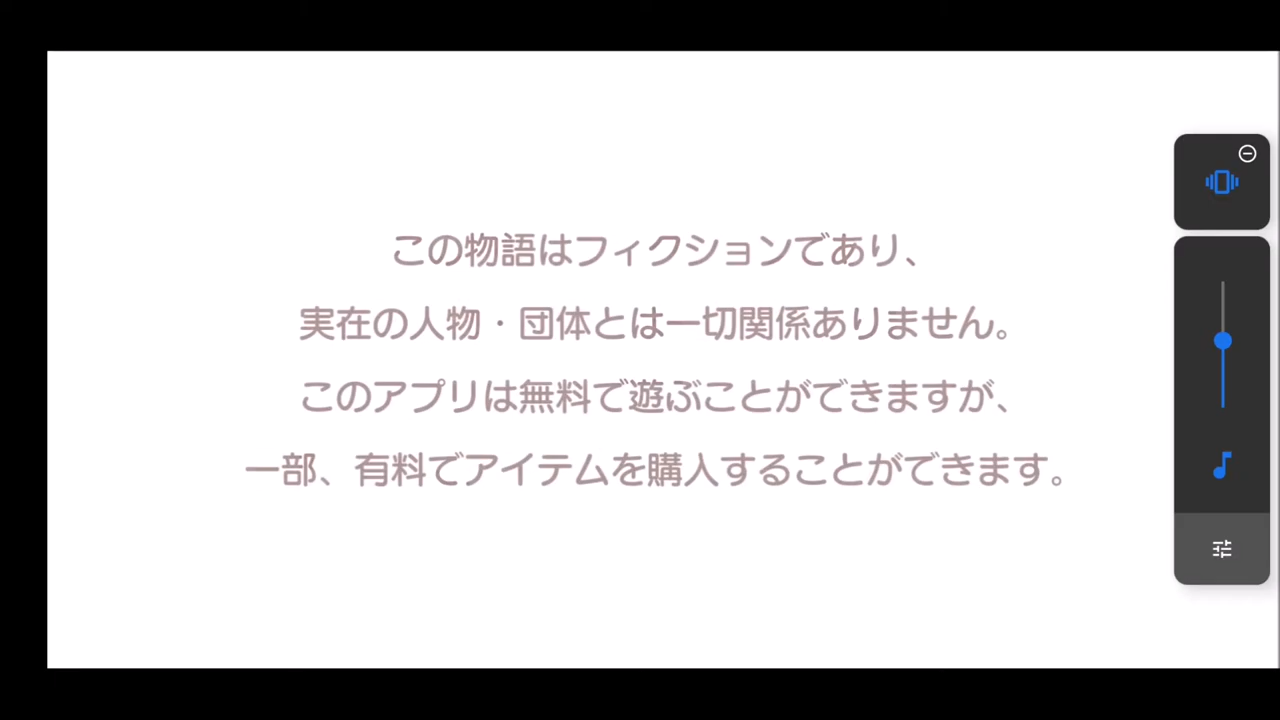 この物語はフィクションであり、
実在の人物・団体とは一切関係ありません。
このアプリは無料で遊ぶことができますが、
一部、有料でアイテムを購入することができます。